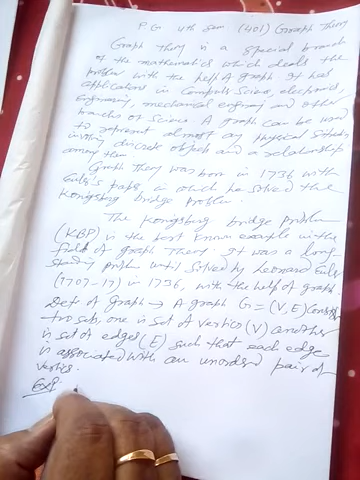 P.G. 4th Sem (401) Graph Theory
Graph Theory is a special branch
of the mathematics which deals the
problem with the help A graph It has
applications in Computer Science, electronics,
Engineering, mechanical engineering and other
branches of Science A graph can be used
to represent almost any physical situation
involving discrete objects and a relationship
among them.
Graph Theory was born in 1736 with
Euler's paper in which he solved the
Konigsberg bridge problem.
The Konigsberg bridge problem
(KBP) is the best known example in the
field of graph Theory. It was a long
standing problem until solved by Leonard Euler
(1707-17) in 1736, with the help of graph
Def of graph → A graph G = (V, E) consists
two sets, one is set of vertices (V) another
is set of edges (E) such that each edge
is associated with an unordered pair of
vertices.
Exp: